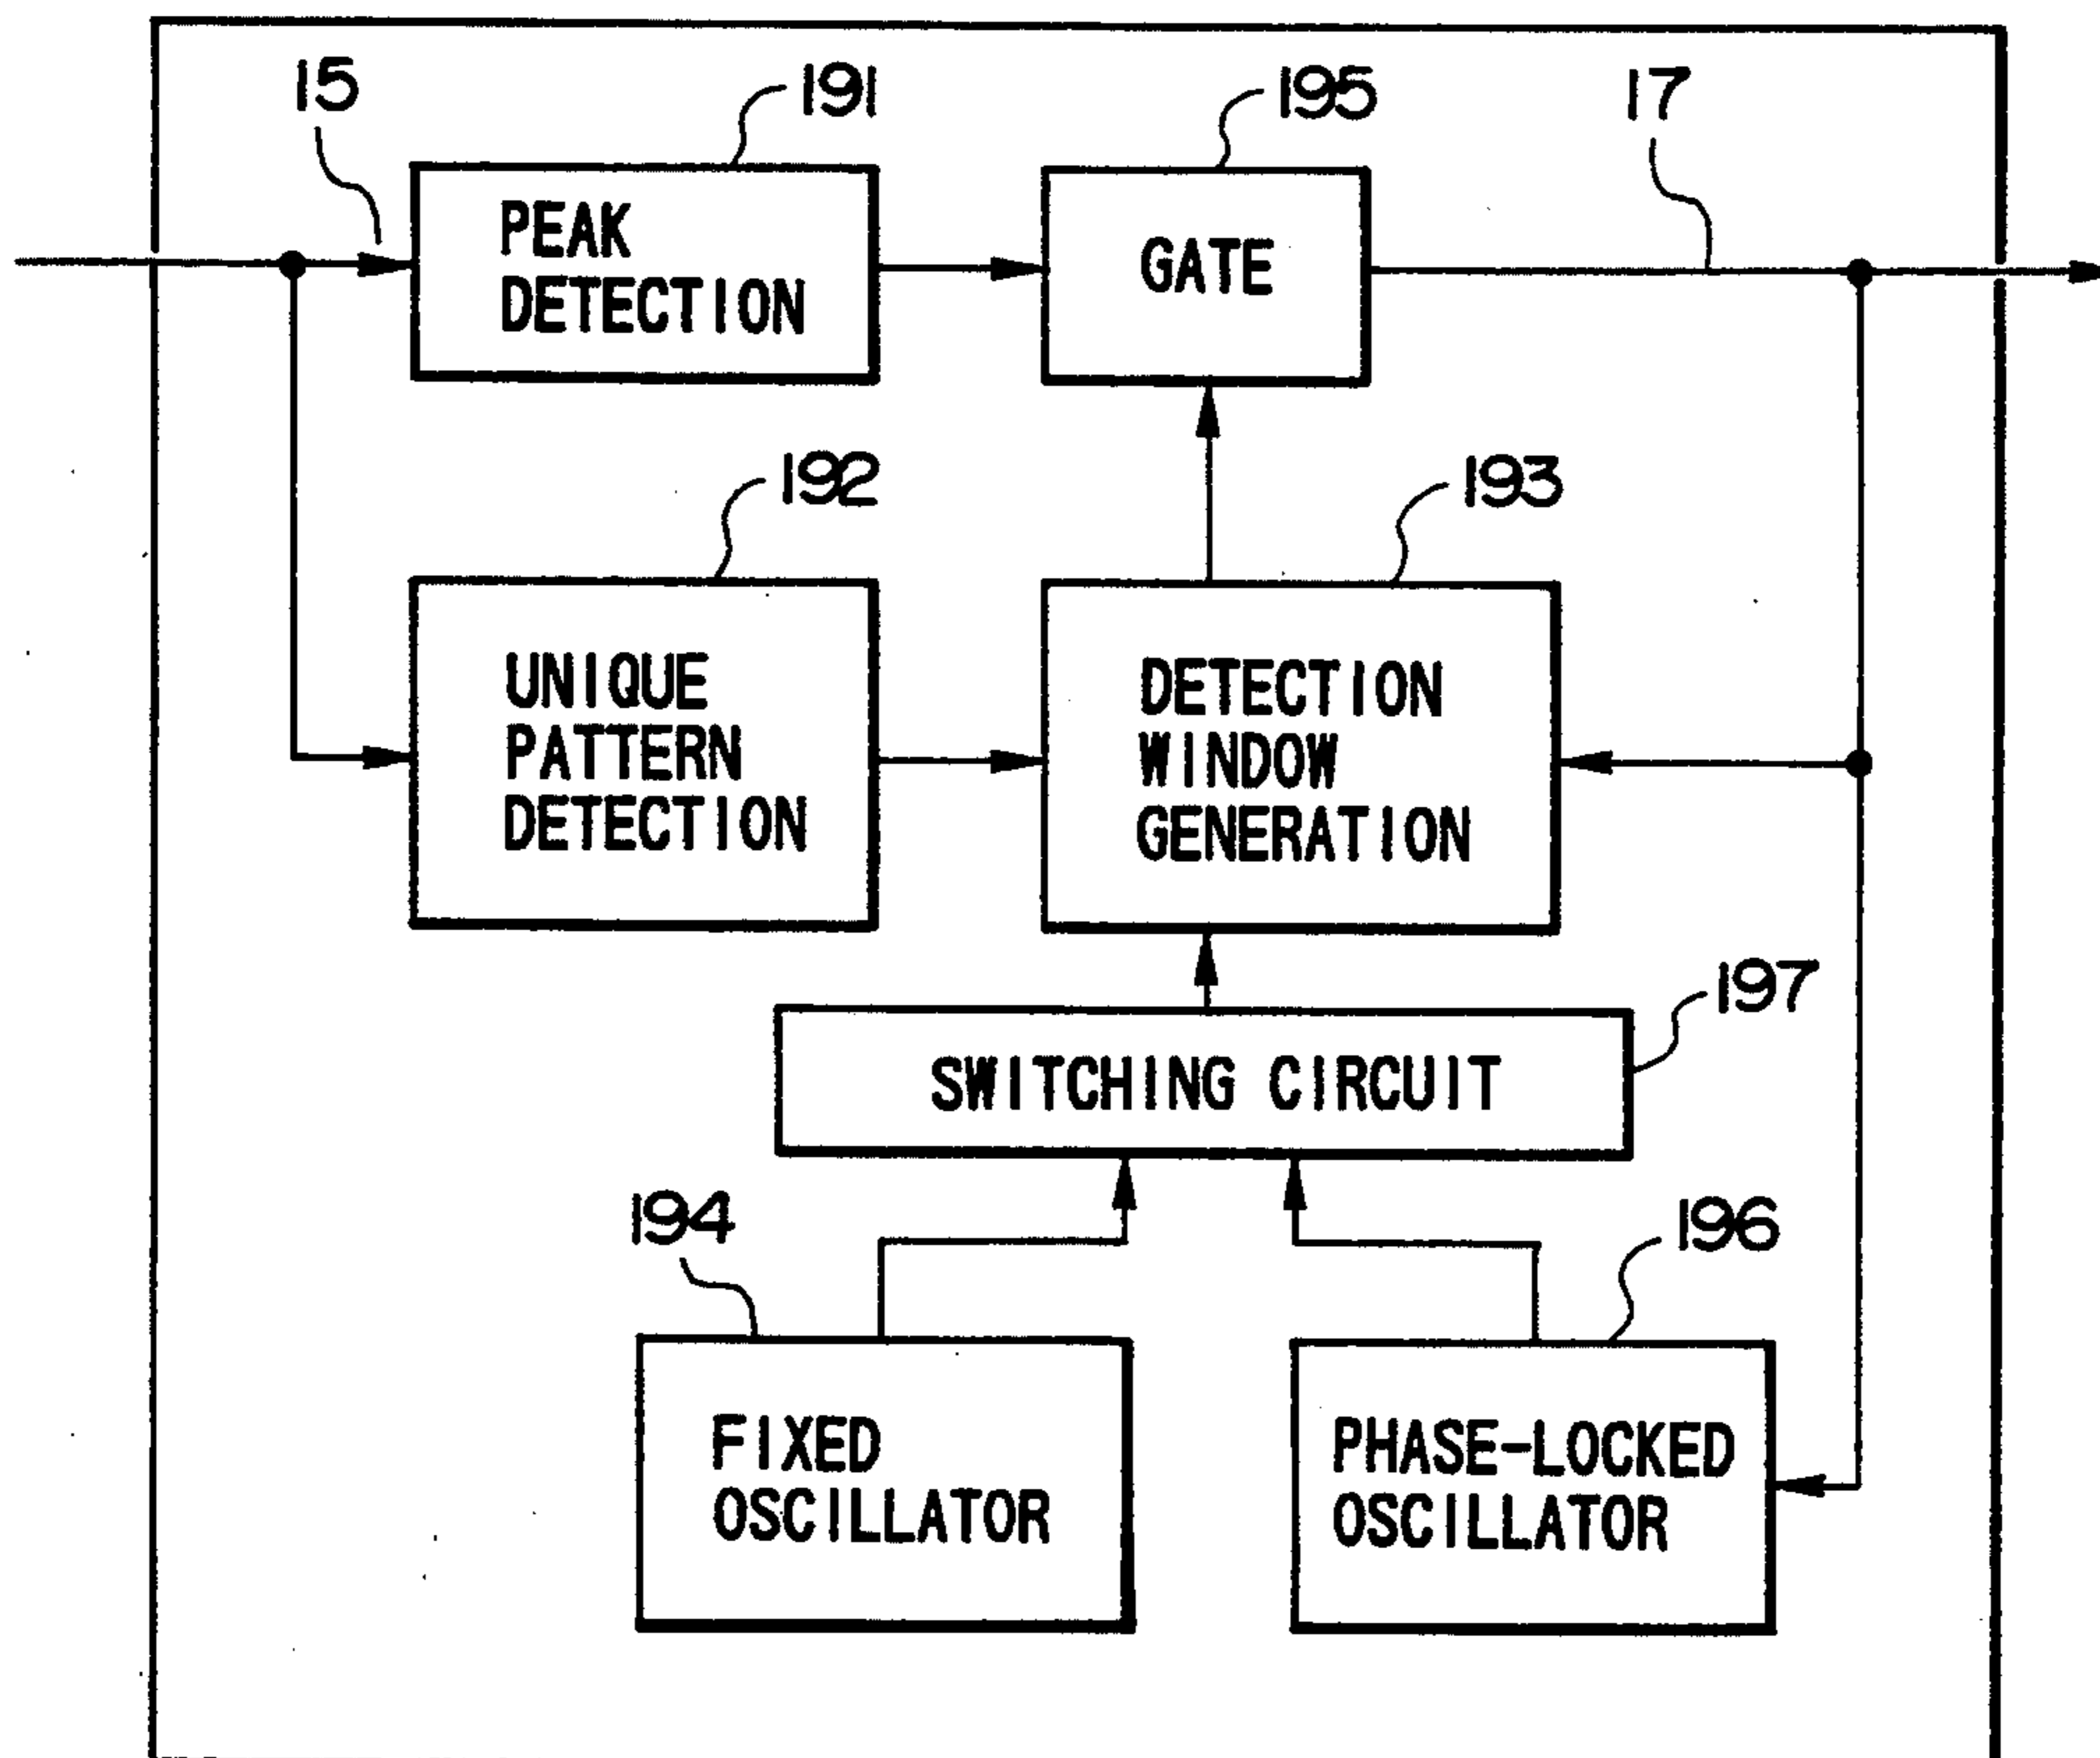 15
191
195
17
PEAK
DETECTION
GATE
192
193
UNIQUE
PATTERN
DETECTION
DETECTION
WINDOW
GENERATION
197
SWITCHING CIRCUIT
194
196
FIXED
OSCILLATOR
PHASE-LOCKED
OSCILLATOR